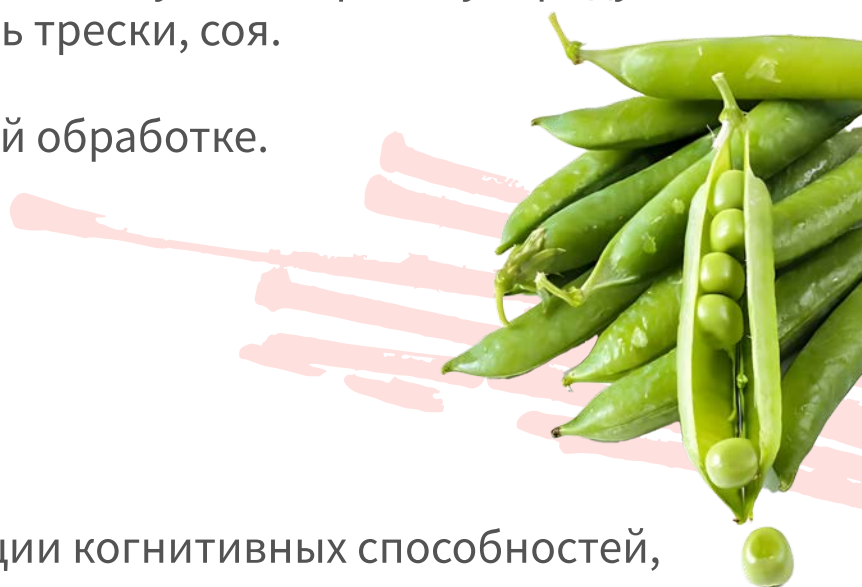 ь трески, соя.
й обработке.
ции когнитивных способностей,